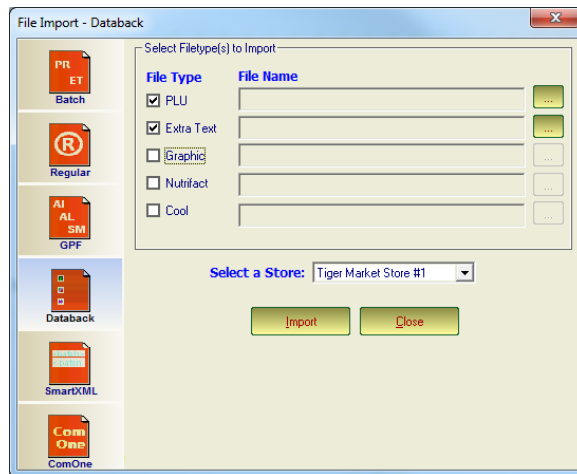 File Import - Databack
x
PR
ET
Batch
®
Regular
AI
AL
SM
GPF
Databack
SmartXML
Com
One
ComOne
Select Filetype(s) to Import
File Type File Name
PLU ...
Extra Text ...
Graphic ...
Nutrifact ...
Cool ...
Select a Store: Tiger Market Store #1
Import Close